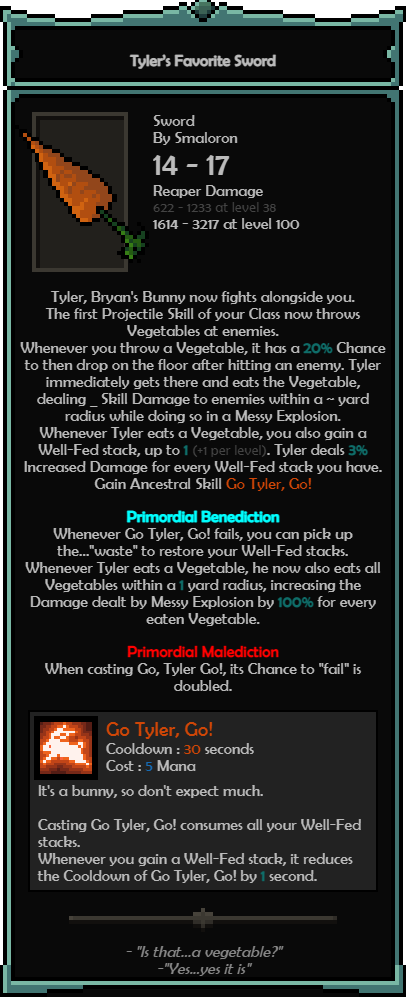 Tyler's Favorite Sword
Sword
By Smaloron
14 - 17
Reaper Damage
622 - 1233 at level 38
1614 - 3217 at level 100
Tyler, Bryan's Bunny now fights alongside you.
The first Projectile Skill of your Class now throws
Vegetables at enemies.
Whenever you throw a Vegetable, it has a 20% Chance
to then drop on the floor after hitting an enemy. Tyler
immediately gets there and eats the Vegetable,
dealing _ Skill Damage to enemies within a ~ yard
radius while doing so in a Messy Explosion.
Whenever Tyler eats a Vegetable, you also gain a
Well-Fed stack, up to 1 (+1 per level). Tyler deals 3%
Increased Damage for every Well-Fed stack you have.
Gain Ancestral Skill Go Tyler, Go!
Primordial Benediction
Whenever Go Tyler, Go! fails, you can pick up
the..."waste" to restore your Well-Fed stacks.
Whenever Tyler eats a Vegetable, he now also eats all
Vegetables within a 1 yard radius, increasing the
Damage dealt by Messy Explosion by 100% for every
eaten Vegetable.
Primordial Malediction
When casting Go, Tyler Go!, its Chance to "fail" is
doubled.
Go Tyler, Go!
Cooldown : 30 seconds
Cost : 5 Mana
It's a bunny, so don't expect much.
Casting Go Tyler, Go! consumes all your Well-Fed
stacks.
Whenever you gain a Well-Fed stack, it reduces
the Cooldown of Go Tyler, Go! by 1 second.
- "Is that...a vegetable?"
-"Yes...yes it is"